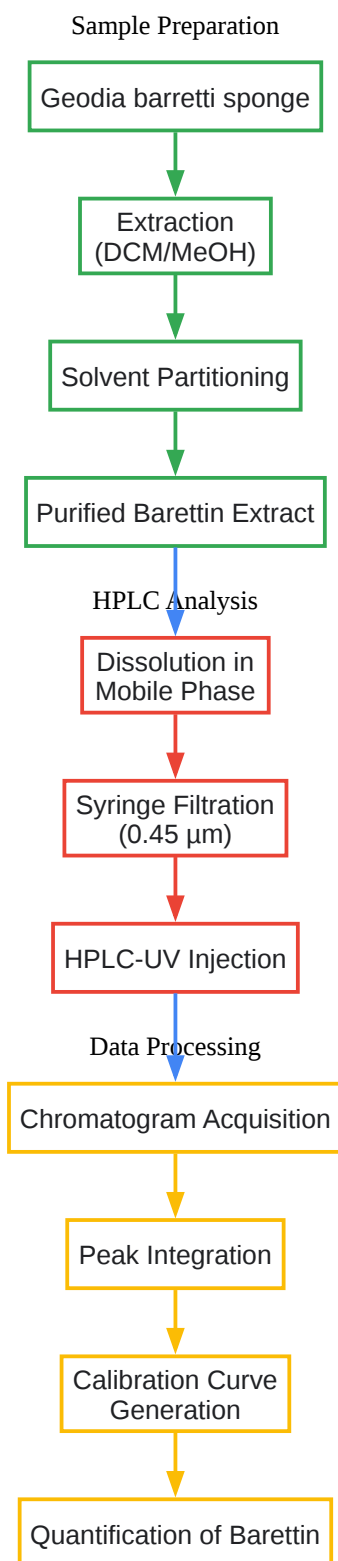 Sample Preparation
Geodia barretti sponge
Extraction
(DCM/MeOH)
Solvent Partitioning
Purified Barettin Extract
HPLC Analysis
Dissolution in
Mobile Phase
Syringe Filtration
(0.45 µm)
HPLC-UV Injection
Data Processing
Chromatogram Acquisition
Peak Integration
Calibration Curve
Generation
Quantification of Barettin